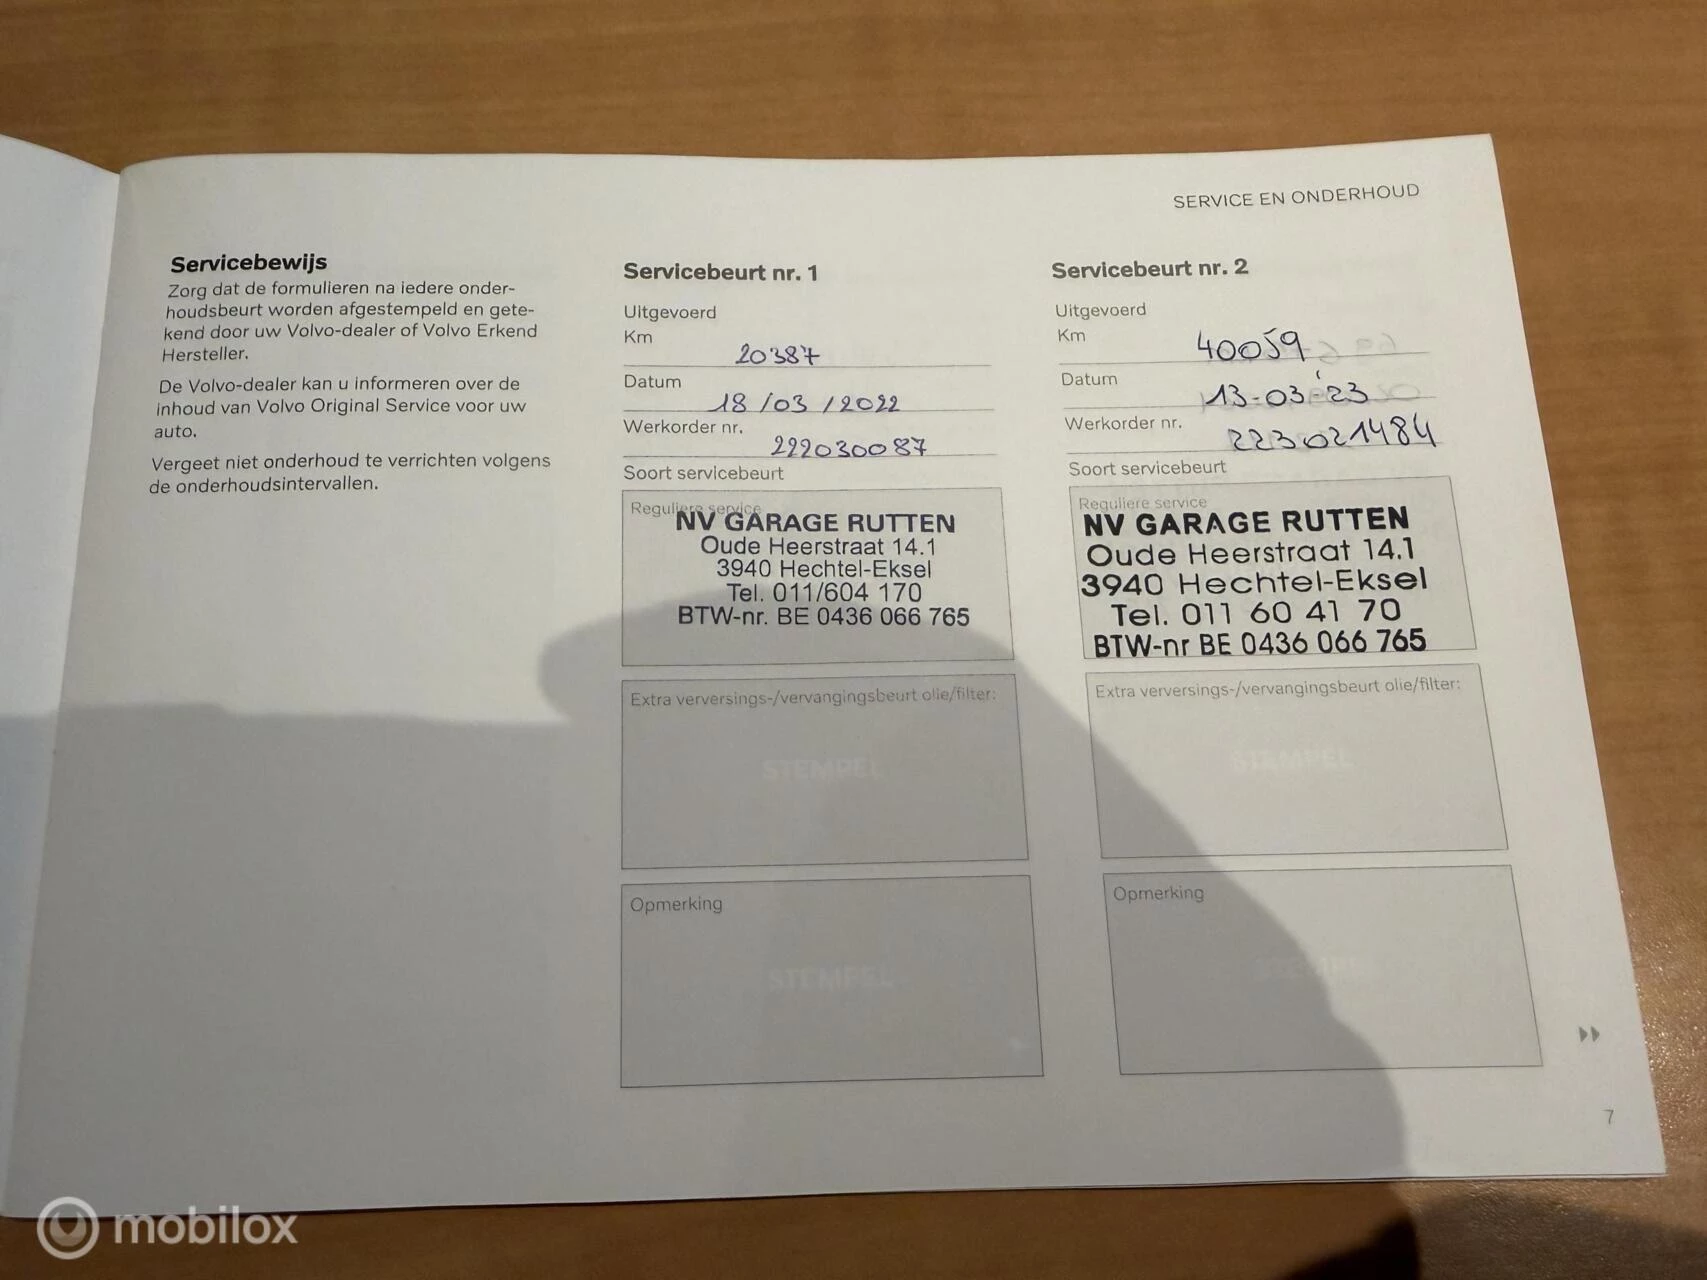 SERVICE EN ONDERHOUD
Servicebewijs
Zorg dat de formulieren na iedere onder-
houdsbeurt worden afgestempeld en gete-
kend door uw Volvo-dealer of Volvo Erkend
Hersteller.
De Volvo-dealer kan u informeren over de
inhoud van Volvo Original Service voor uw
auto.
Vergeet niet onderhoud te verrichten volgens
de onderhoudsintervallen.
Servicebeurt nr. 1
Uitgevoerd
Km
20387
Datum
18/03/2022
Werkorder nr.
222030087
Soort servicebeurt
Reguliere service
NV GARAGE RUTTEN
Oude Heerstraat 14.1
3940 Hechtel-Eksel
Tel. 011/604 170
BTW-nr. BE 0436 066 765
Extra verversings-/vervangingsbeurt olie/filter:
STEMPEL
Opmerking
STEMPEL
Servicebeurt nr. 2
Uitgevoerd
Km
40059
Datum
13-03-'23
Werkorder nr.
223021484
Soort servicebeurt
Reguliere service
NV GARAGE RUTTEN
Oude Heerstraat 14.1
3940 Hechtel-Eksel
Tel. 011 60 41 70
BTW-nr BE 0436 066 765
Extra verversings-/vervangingsbeurt olie/filter:
STEMPEL
Opmerking
STEMPEL
7
mobilox